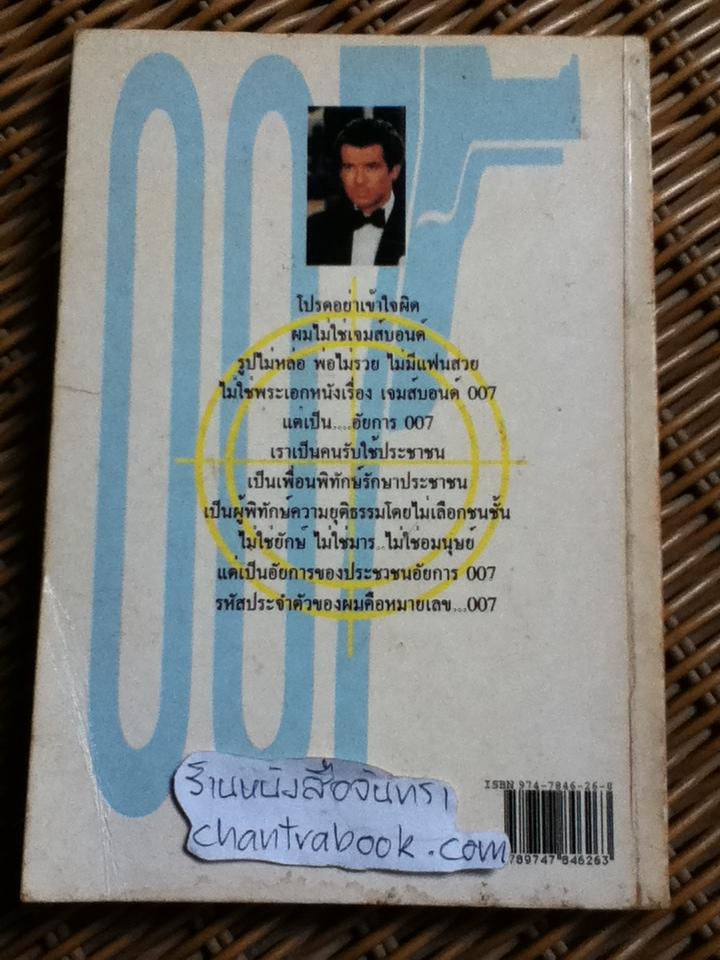 007
โปรดอย่าเข้าใจผิด
ผมไม่ใช่เจมส์บอนด์
รูปไม่หล่อ พ่อไม่รวย ไม่มีแฟนสวย
ไม่ใช่พระเอกหนังเรื่อง เจมส์บอนด์ 007
แต่เป็น....อัยการ 007
เราเป็นคนรับใช้ประชาชน
เป็นเพื่อนพิทักษ์รักษาประชาชน
เป็นผู้พิทักษ์ความยุติธรรมโดยไม่เลือกชนชั้น
ไม่ใช่ยักษ์ ไม่ใช่มาร...ไม่ใช่อมนุษย์
แต่เป็นอัยการของประชวชนอัยการ 007
รหัสประจำตัวของผมคือหมายเลข...007
ร้านหนังสือจันทรา
chantrabook.com
ISBN 974-7846-26-8
789747 846263